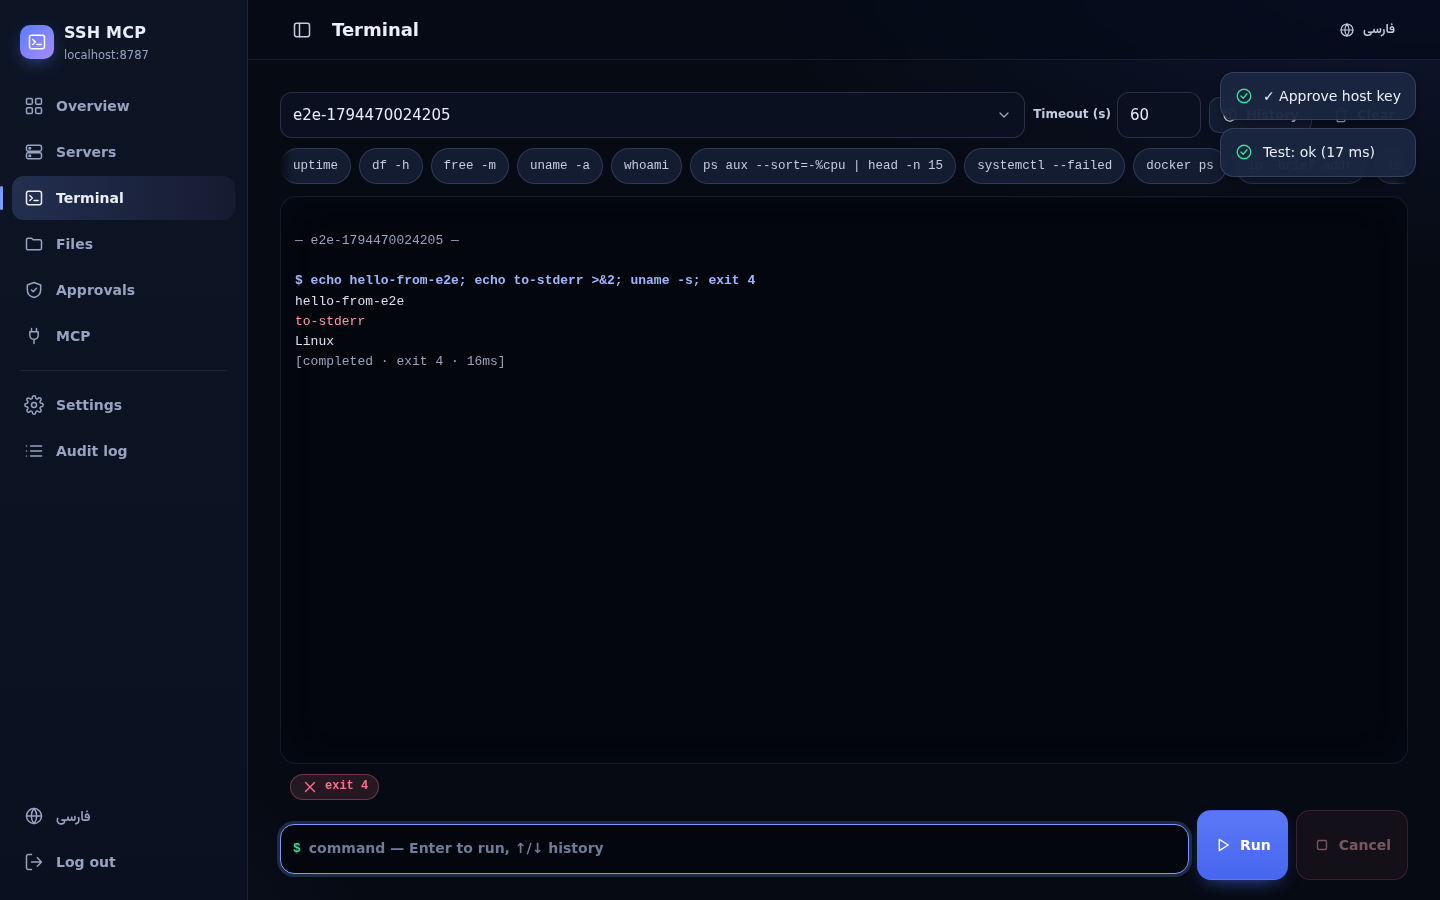 SSH MCP
localhost:8787
Overview
Servers
Terminal
Files
Approvals
MCP
Settings
Audit log
فارسی
Log out
Terminal
فارسی
e2e-1794470024205
Timeout (s)
60
History
Clear
✓ Approve host key
Test: ok (17 ms)
uptime
df -h
free -m
uname -a
whoami
ps aux --sort=-%cpu | head -n 15
systemctl --failed
docker ps
— e2e-1794470024205 —
$ echo hello-from-e2e; echo to-stderr >&2; uname -s; exit 4
hello-from-e2e
to-stderr
Linux
[completed · exit 4 · 16ms]
exit 4
$ command — Enter to run, ↑/↓ history
Run
Cancel